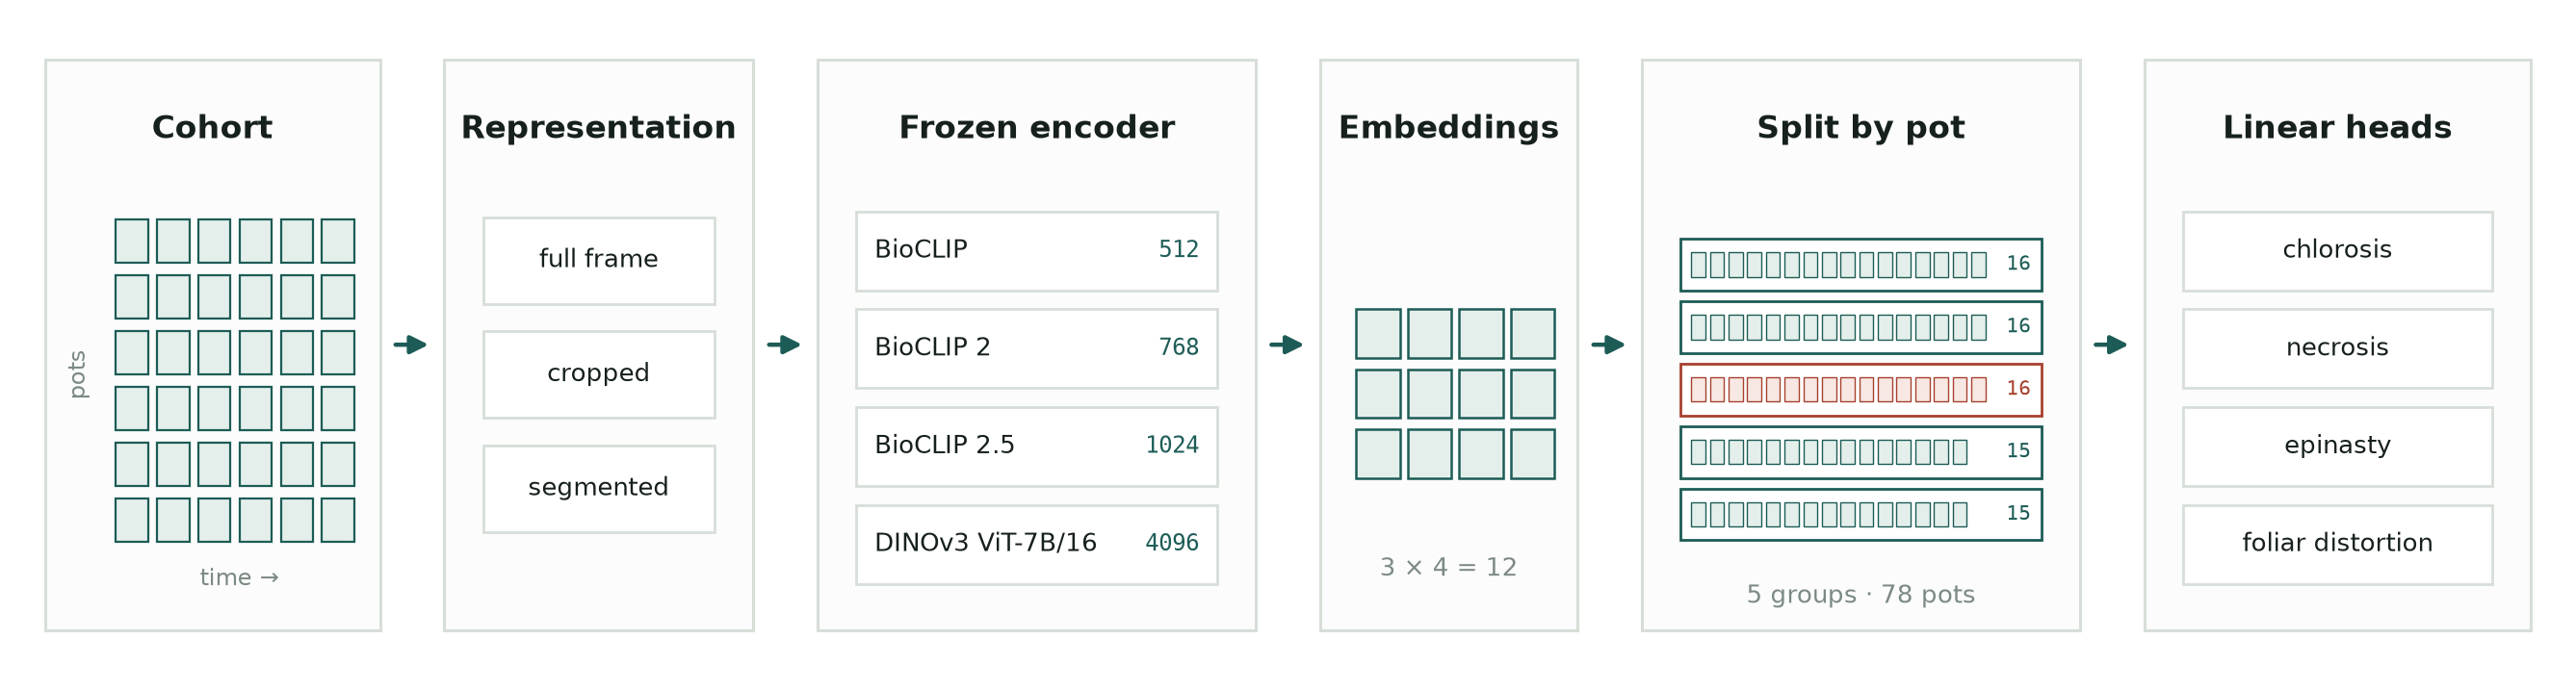 Cohort
pots
time →
Representation
full frame
cropped
segmented
Frozen encoder
BioCLIP 512
BioCLIP 2 768
BioCLIP 2.5 1024
DINOv3 ViT-7B/16 4096
Embeddings
3 × 4 = 12
Split by pot
16
16
16
15
15
5 groups · 78 pots
Linear heads
chlorosis
necrosis
epinasty
foliar distortion